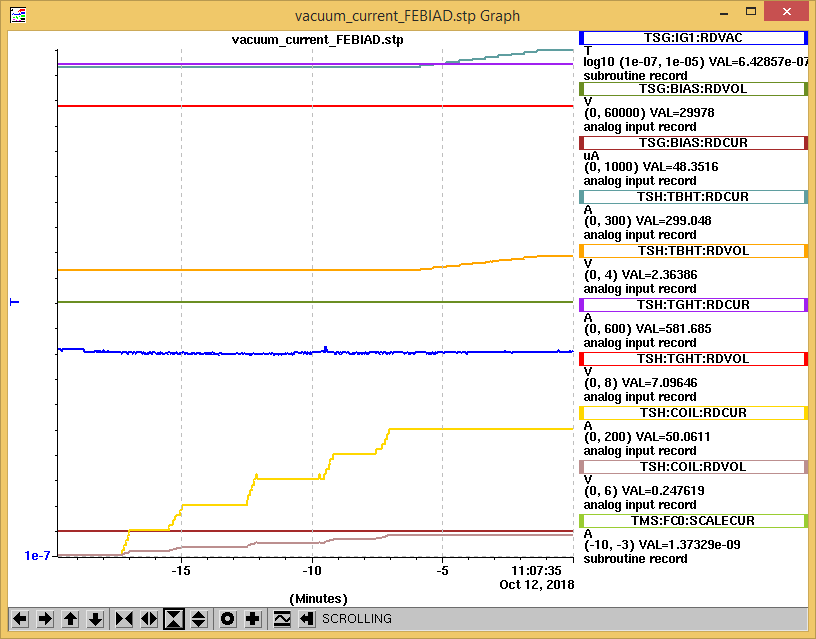 vacuum_current_FEBIAD.stp Graph
vacuum_current_FEBIAD.stp
T
1e-7
-15
-10
-5
11:07:35
Oct 12, 2018
(Minutes)
TSG:IG1:RDVAC
T
log10 (1e-07, 1e-05) VAL=6.42857e-07
subroutine record
TSG:BIAS:RDVOL
V
(0, 60000) VAL=29978
analog input record
TSG:BIAS:RDCUR
uA
(0, 1000) VAL=48.3516
analog input record
TSH:TBHT:RDCUR
A
(0, 300) VAL=299.048
analog input record
TSH:TBHT:RDVOL
V
(0, 4) VAL=2.36386
analog input record
TSH:TGHT:RDCUR
A
(0, 600) VAL=581.685
analog input record
TSH:TGHT:RDVOL
V
(0, 8) VAL=7.09646
analog input record
TSH:COIL:RDCUR
A
(0, 200) VAL=50.0611
analog input record
TSH:COIL:RDVOL
V
(0, 6) VAL=0.247619
analog input record
TMS:FC0:SCALECUR
A
(-10, -3) VAL=1.37329e-09
subroutine record
SCROLLING